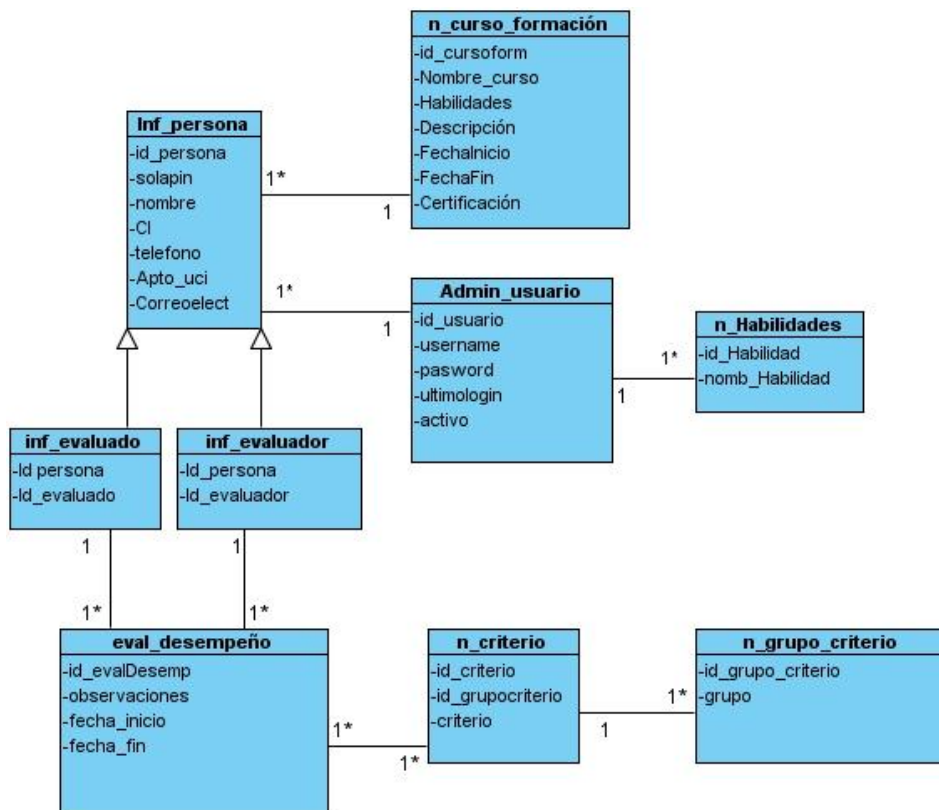 n_curso_formación
-id_cursoform
-Nombre_curso
-Habilidades
-Descripción
-FechaInicio
-FechaFin
-Certificación
Inf_persona
-id_persona
-solapin
-nombre
-CI
-telefono
-Apto_uci
-Correoelect
1*
1
1*
1
Admin_usuario
-id_usuario
-username
-pasword
-ultimologin
-activo
n_Habilidades
-id_Habilidad
-nomb_Habilidad
1*
1
inf_evaluado
-Id persona
-Id_evaluado
inf_evaluador
-Id_persona
-Id_evaluador
1
1
1*
1*
eval_desempeño
-id_evalDesemp
-observaciones
-fecha_inicio
-fecha_fin
1*
1*
n_criterio
-id_criterio
-id_grupocriterio
-criterio
1*
1
n_grupo_criterio
-id_grupo_criterio
-grupo